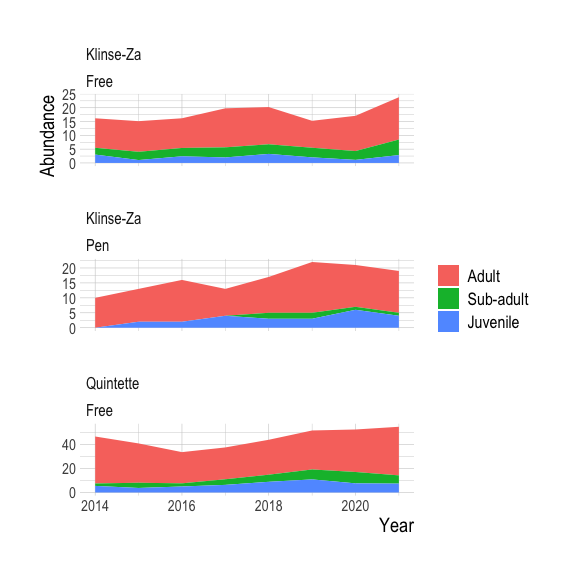 Klinse-Za
Free
Abundance
25
20
15
10
5
0
Klinse-Za
Pen
20
15
10
5
0
Adult
Sub-adult
Juvenile
Quintette
Free
40
20
0
2014 2016 2018 2020
Year